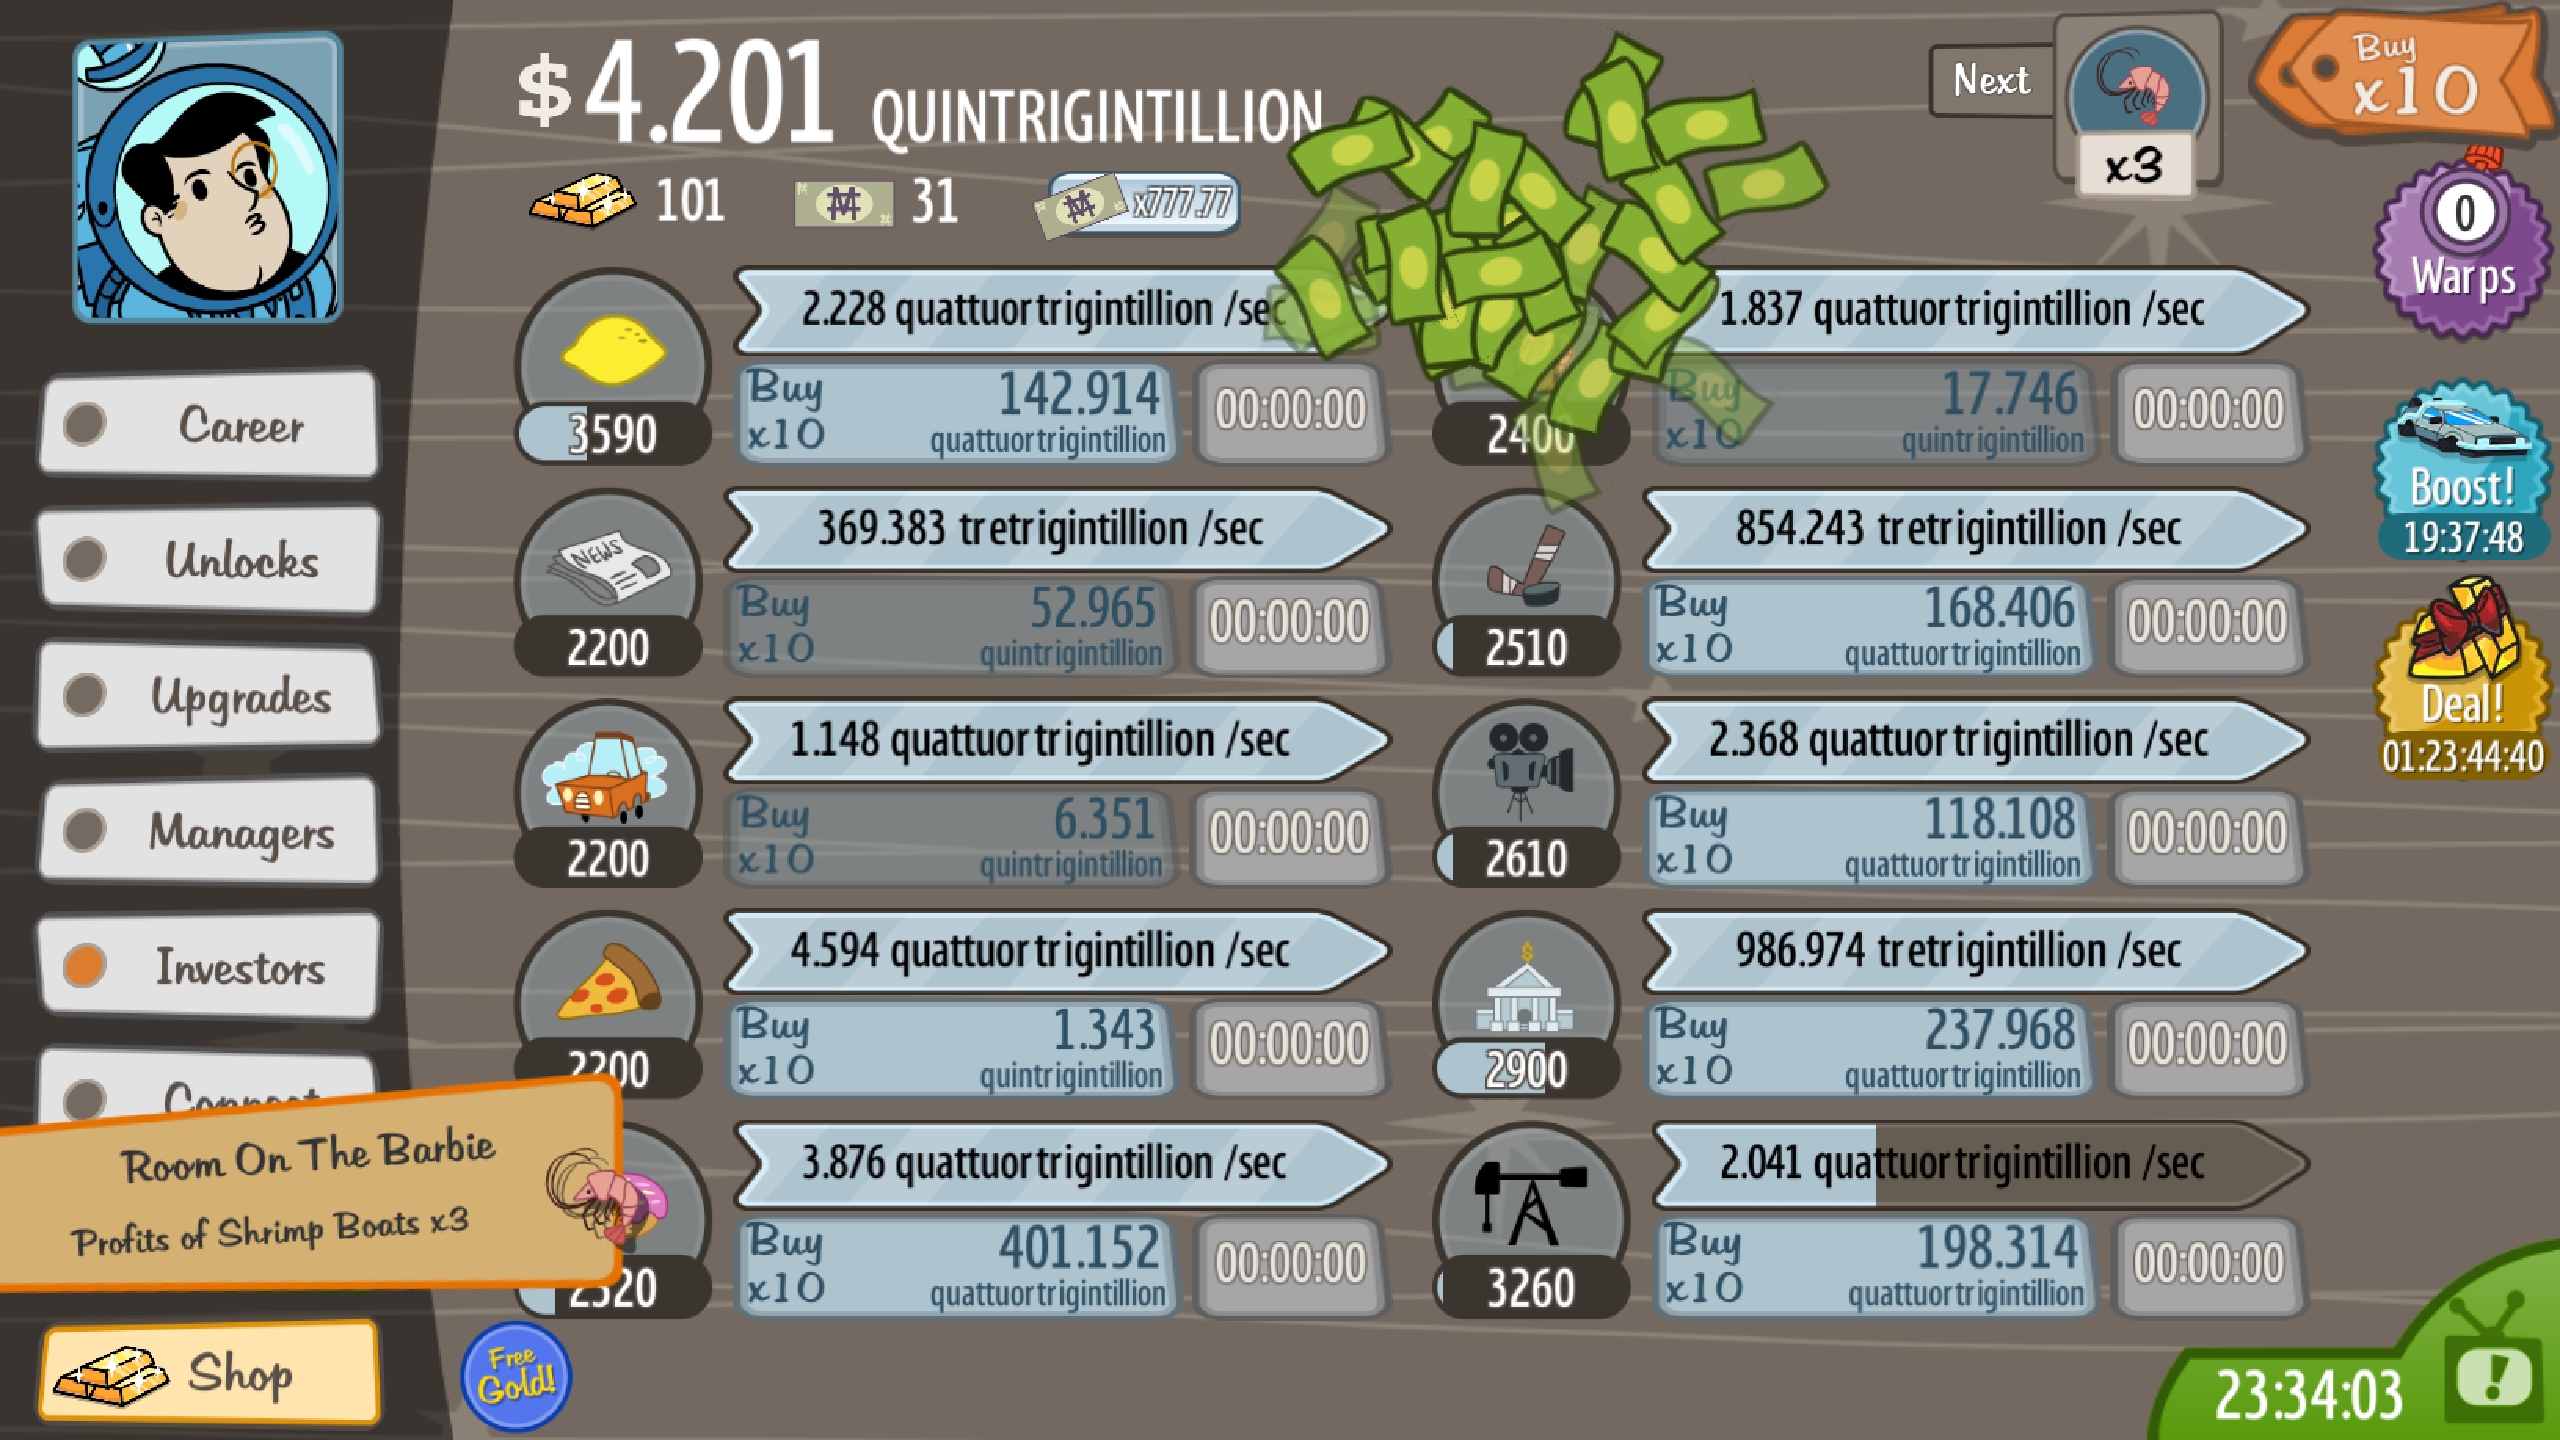 $4.201 QUINTRIGINTILLION
Next
x3
Buy
x10
101
31
x777.77
0
Warps
2.228 quattuortrigintillion /sec
3590
Buy
x10
142.914
quattuortrigintillion
00:00:00
1.837 quattuortrigintillion /sec
2400
Buy
x10
17.746
quintrigintillion
00:00:00
Boost!
19:37:48
NEWS
369.383 tretrigintillion /sec
2200
Buy
x10
52.965
quintrigintillion
00:00:00
854.243 tretrigintillion /sec
2510
Buy
x10
168.406
quattuortrigintillion
00:00:00
Deal!
01:23:44:40
1.148 quattuortrigintillion /sec
2200
Buy
x10
6.351
quintrigintillion
00:00:00
2.368 quattuortrigintillion /sec
2610
Buy
x10
118.108
quattuortrigintillion
00:00:00
4.594 quattuortrigintillion /sec
2200
Buy
x10
1.343
quintrigintillion
00:00:00
986.974 tretrigintillion /sec
2900
Buy
x10
237.968
quattuortrigintillion
00:00:00
3.876 quattuortrigintillion /sec
2320
Buy
x10
401.152
quattuortrigintillion
00:00:00
2.041 quattuortrigintillion /sec
3260
Buy
x10
198.314
quattuortrigintillion
00:00:00
Career
Unlocks
Upgrades
Managers
Investors
Connect
Room On The Barbie
Profits of Shrimp Boats x3
Shop
Free
Gold!
23:34:03